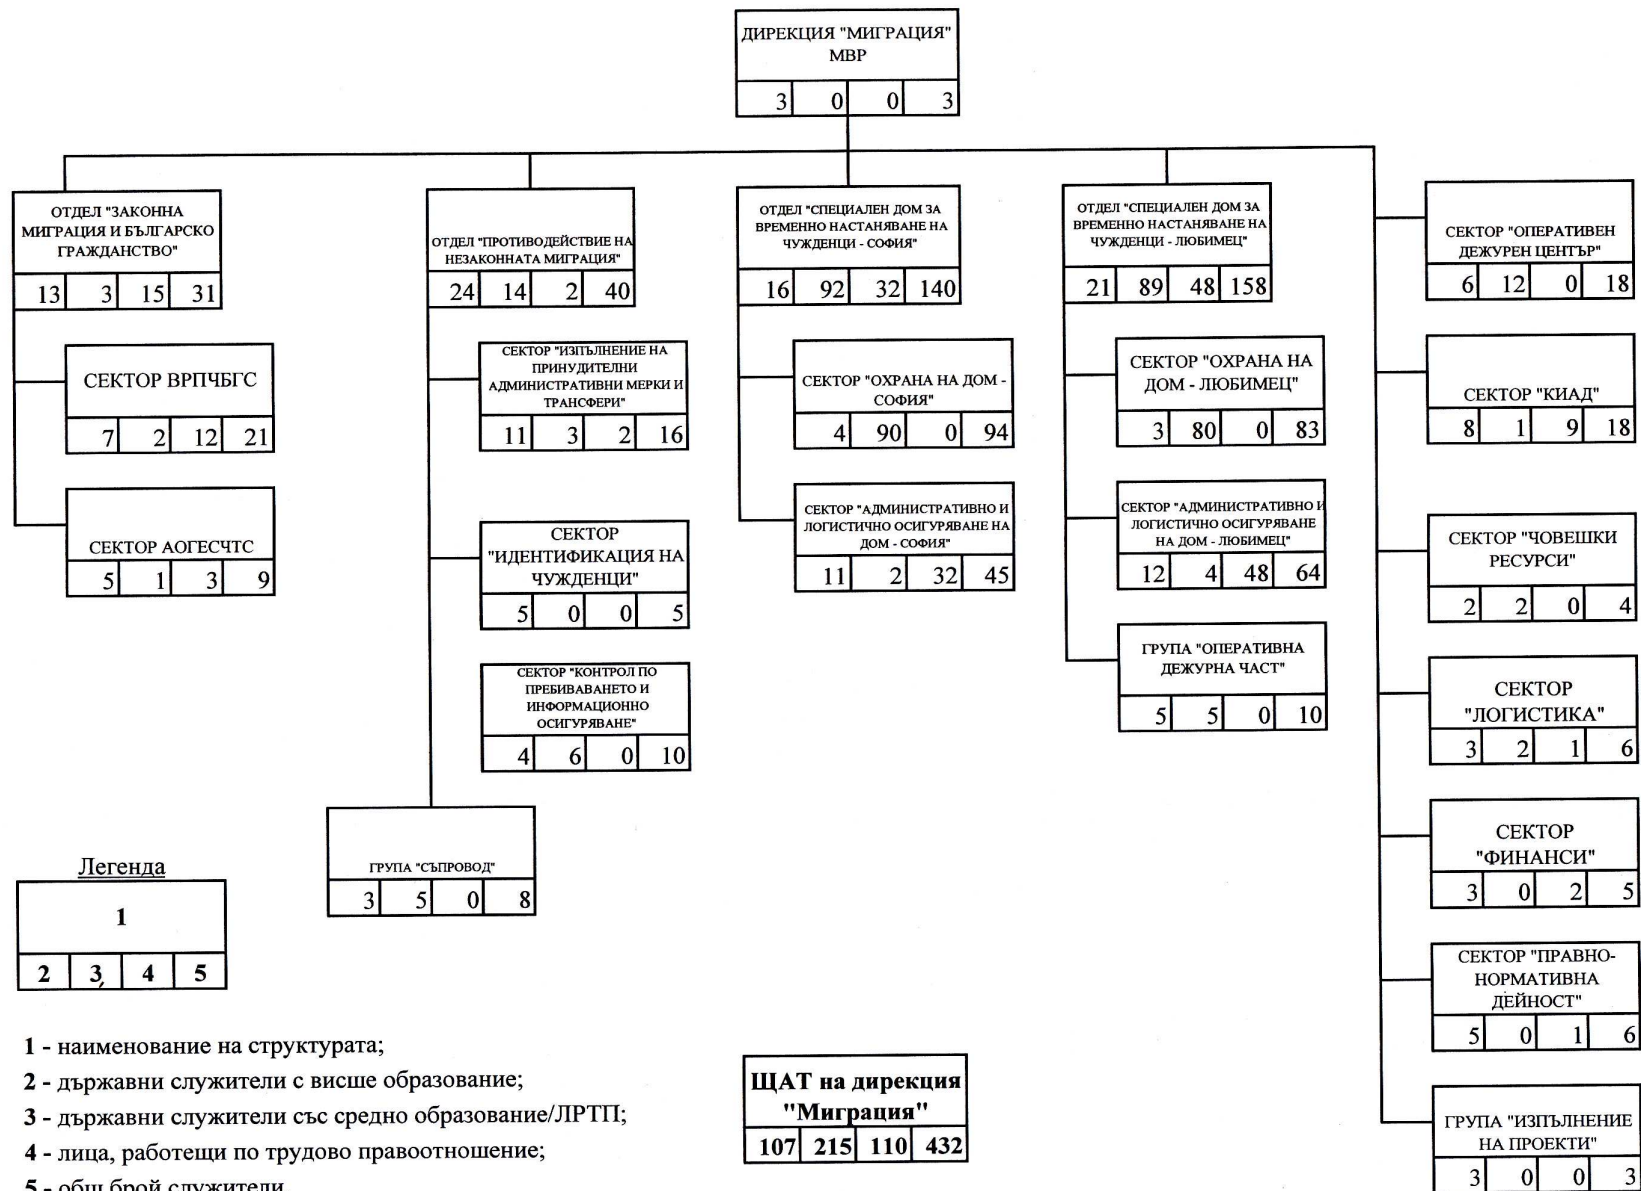 ДИРЕКЦИЯ "МИГРАЦИЯ"
МВР
3 0 0 3
ОТДЕЛ "ЗАКОННА
МИГРАЦИЯ И БЪЛГАРСКО
ГРАЖДАНСТВО"
13 3 15 31
СЕКТОР ВРПЧБГС
7 2 12 21
СЕКТОР АОГЕСЧТС
5 1 3 9
ОТДЕЛ "ПРОТИВОДЕЙСТВИЕ НА
НЕЗАКОННАТА МИГРАЦИЯ"
24 14 2 40
СЕКТОР "ИЗПЪЛНЕНИЕ НА
ПРИНУДИТЕЛНИ
АДМИНИСТРАТИВНИ МЕРКИ И
ТРАНСФЕРИ"
11 3 2 16
СЕКТОР
"ИДЕНТИФИКАЦИЯ НА
ЧУЖДЕНЦИ"
5 0 0 5
СЕКТОР "КОНТРОЛ ПО
ПРЕБИВАВАНЕТО И
ИНФОРМАЦИОННО
ОСИГУРЯВАНЕ"
4 6 0 10
ГРУПА "СЪПРОВОД"
3 5 0 8
ОТДЕЛ "СПЕЦИАЛЕН ДОМ ЗА
ВРЕМЕННО НАСТАНЯВАНЕ НА
ЧУЖДЕНЦИ - СОФИЯ"
16 92 32 140
СЕКТОР "ОХРАНА НА ДОМ -
СОФИЯ"
4 90 0 94
СЕКТОР "АДМИНИСТРАТИВНО И
ЛОГИСТИЧНО ОСИГУРЯВАНЕ НА
ДОМ - СОФИЯ"
11 2 32 45
ОТДЕЛ "СПЕЦИАЛЕН ДОМ ЗА
ВРЕМЕННО НАСТАНЯВАНЕ НА
ЧУЖДЕНЦИ - ЛЮБИМЕЦ"
21 89 48 158
СЕКТОР "ОХРАНА НА
ДОМ - ЛЮБИМЕЦ"
3 80 0 83
СЕКТОР "АДМИНИСТРАТИВНО И
ЛОГИСТИЧНО ОСИГУРЯВАНЕ
НА ДОМ - ЛЮБИМЕЦ"
12 4 48 64
ГРУПА "ОПЕРАТИВНА
ДЕЖУРНА ЧАСТ"
5 5 0 10
СЕКТОР "ОПЕРАТИВЕН
ДЕЖУРЕН ЦЕНТЪР"
6 12 0 18
СЕКТОР "КИАД"
8 1 9 18
СЕКТОР "ЧОВЕШКИ
РЕСУРСИ"
2 2 0 4
СЕКТОР
"ЛОГИСТИКА"
3 2 1 6
СЕКТОР
"ФИНАНСИ"
3 0 2 5
СЕКТОР "ПРАВНО-
НОРМАТИВНА
ДЕЙНОСТ"
5 0 1 6
ГРУПА "ИЗПЪЛНЕНИЕ
НА ПРОЕКТИ"
3 0 0 3
Легенда
1
2 3 4 5
1 - наименование на структурата;
2 - държавни служители с висше образование;
3 - държавни служители със средно образование/ЛРТП;
4 - лица, работещи по трудово правоотношение;
5 - общ брой служители.
ЩАТ на дирекция
"Миграция"
107 215 110 432